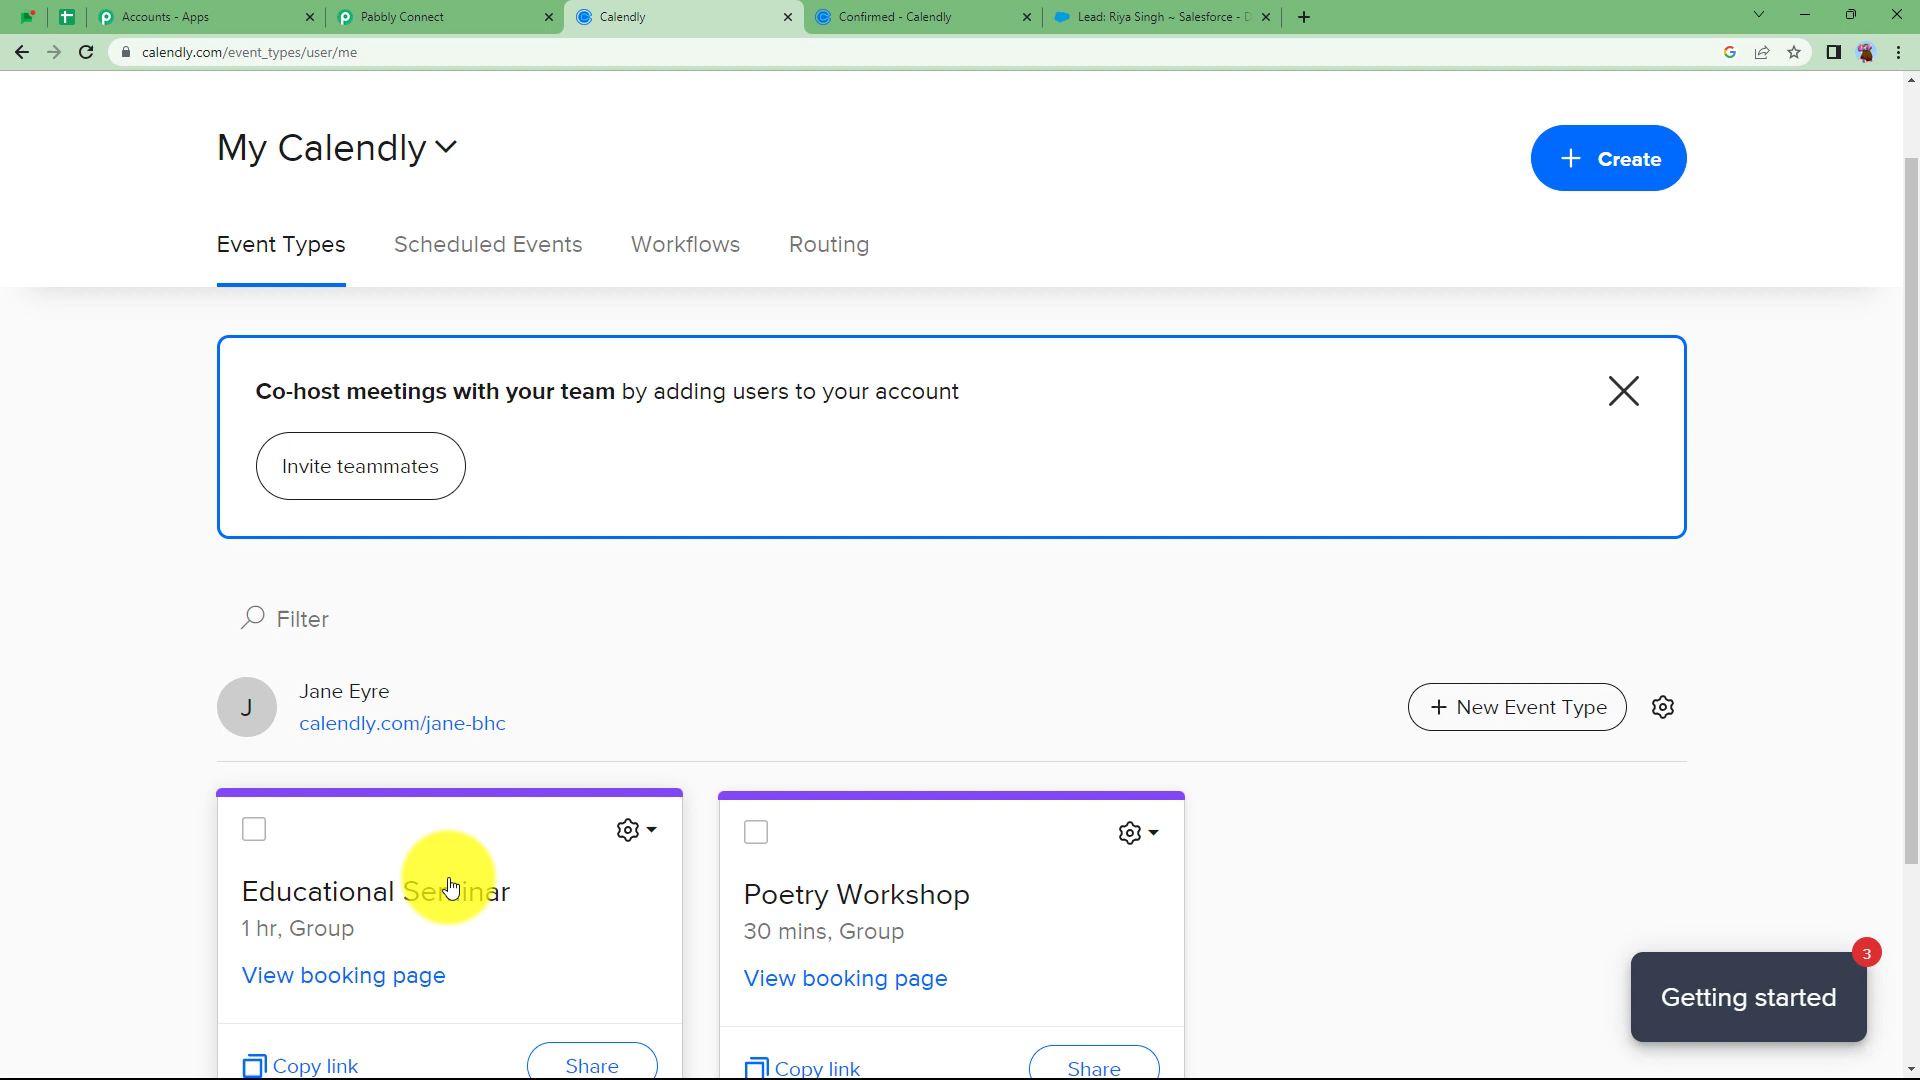 Accounts - Apps
Pabbly Connect
Calendly
Confirmed - Calendly
Lead: Riya Singh ~ Salesforce - D
calendly.com/event_types/user/me
My Calendly
+ Create
Event Types
Scheduled Events
Workflows
Routing
Co-host meetings with your team by adding users to your account
Invite teammates
Filter
J
Jane Eyre
calendly.com/jane-bhc
+ New Event Type
Educational Seminar
1 hr, Group
View booking page
Copy link
Share
Poetry Workshop
30 mins, Group
View booking page
Copy link
Share
3
Getting started